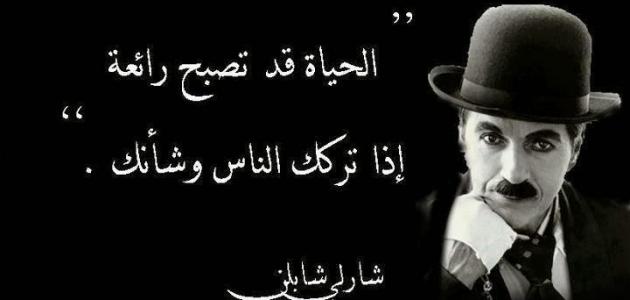 ” الحياة قد تصبح رائعة
إذا تركك الناس وشأنك . “
شارلي شابلن